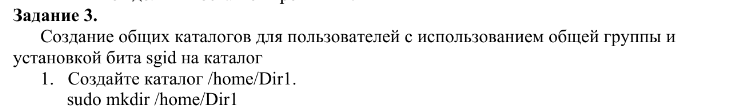 Задание 3.
Создание общих каталогов для пользователей с использованием общей группы и
установкой бита sgid на каталог
1. Создайте каталог /home/Dir1.
sudo mkdir /home/Dir1